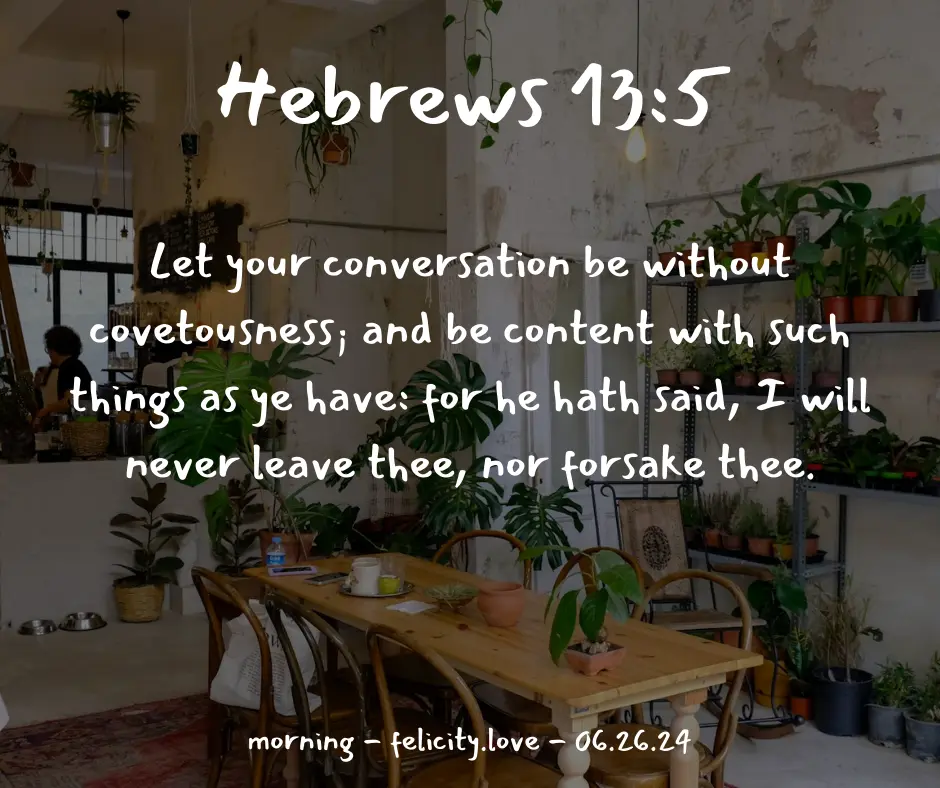 Hebrews 13:5
Let your conversation be without
covetousness; and be content with such
things as ye have: for he hath said, I will
never leave thee, nor forsake thee.
morning - felicity.love - 06.26.24